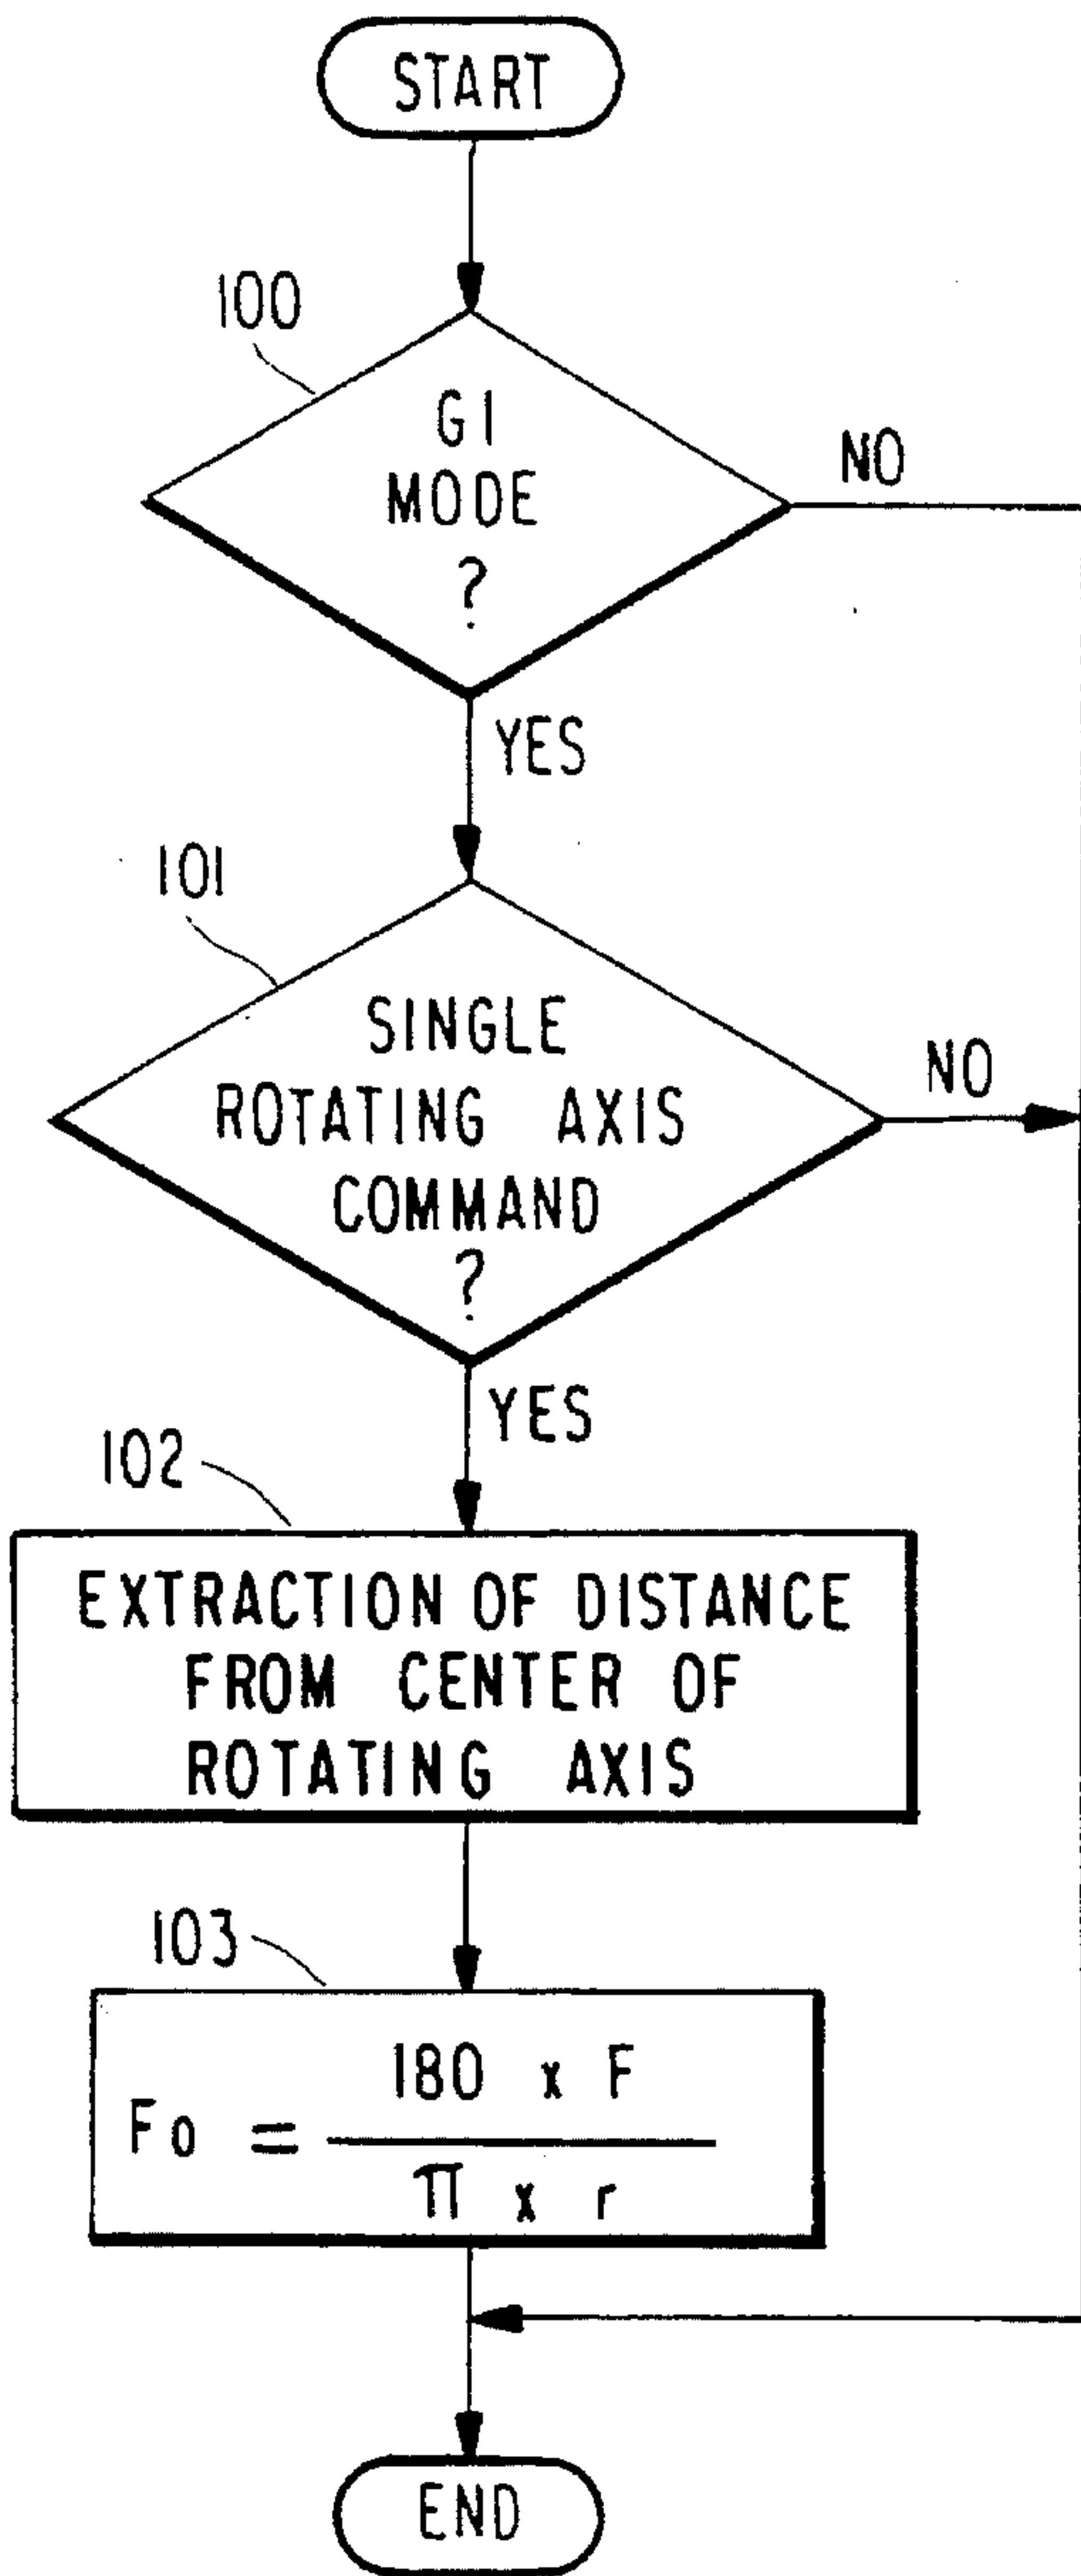 START
100
G1
MODE
?
NO
YES
101
SINGLE
ROTATING AXIS
COMMAND
?
NO
YES
102
EXTRACTION OF DISTANCE
FROM CENTER OF
ROTATING AXIS
103
Fo = 180 x F
π x r
END